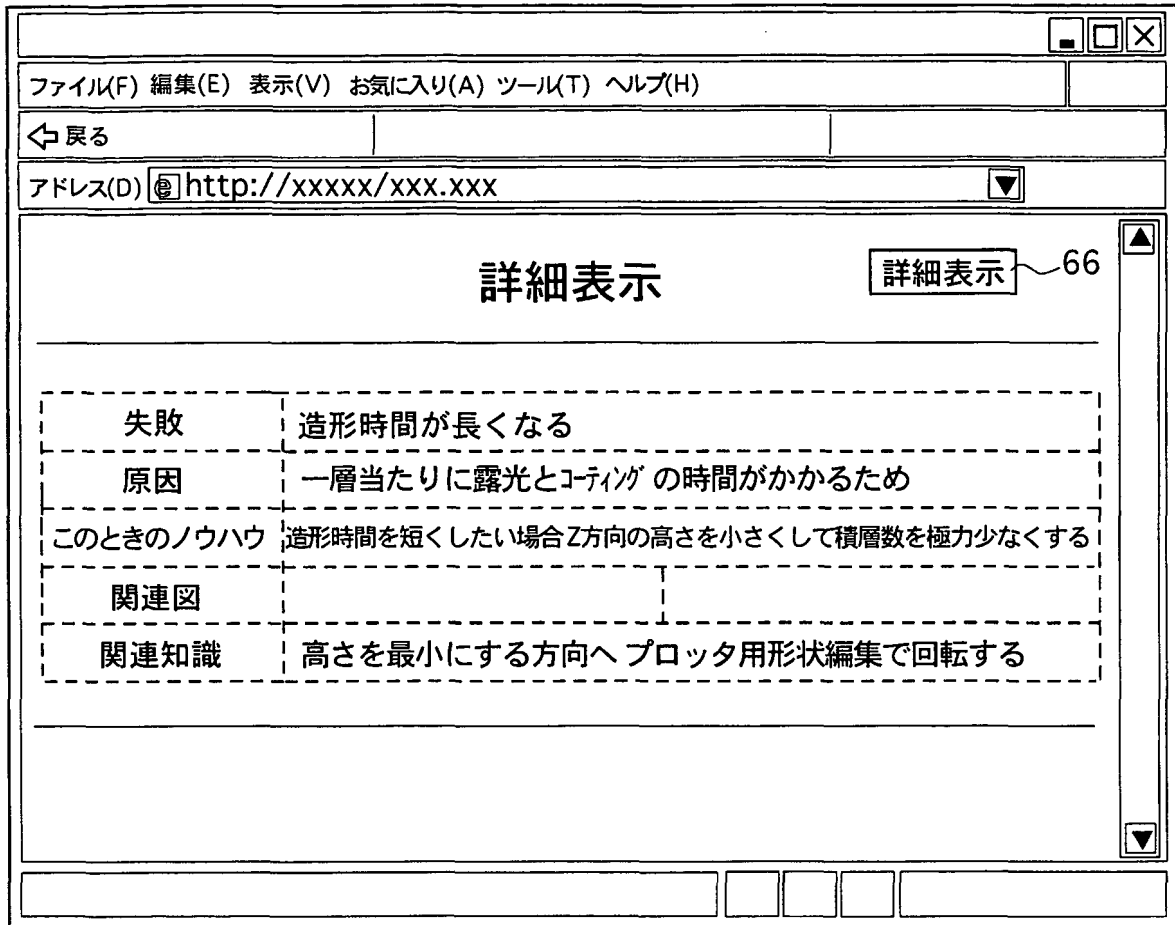 ファイル(F) 編集(E) 表示(V) お気に入り(A) ツール(T) ヘルプ(H)
戻る
アドレス(D) e http://xxxxx/xxx.xxx
詳細表示
詳細表示 66
失敗 造形時間が長くなる
原因 一層当たりに露光とコーティングの時間がかかるため
このときのノウハウ 造形時間を短くしたい場合Z方向の高さを小さくして積層数を極力少なくする
関連図
関連知識 高さを最小にする方向へ プロッタ用形状編集で回転する